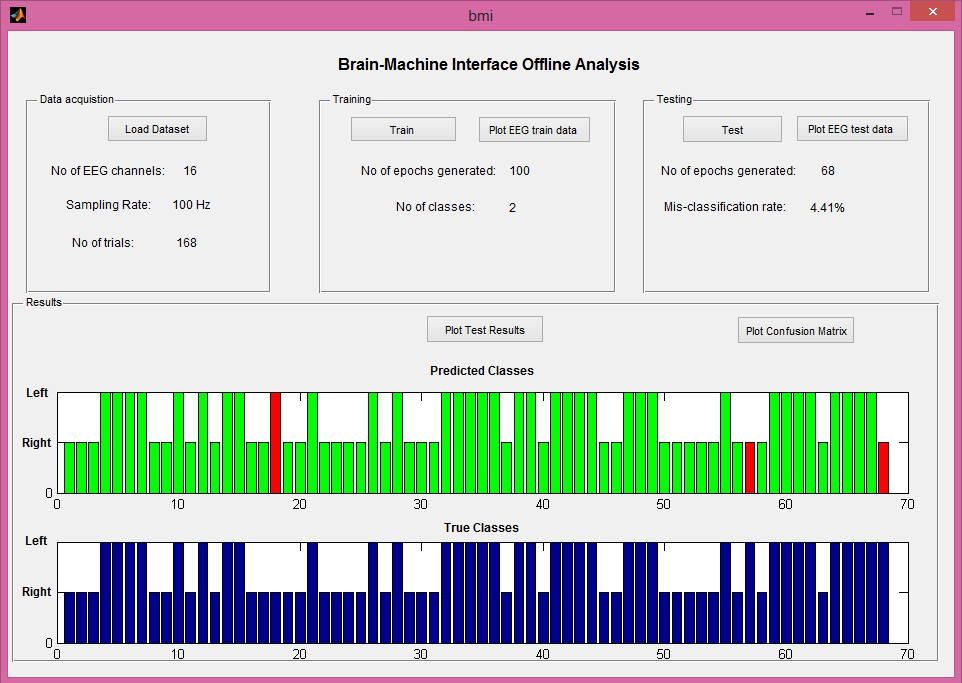 bmi
Brain-Machine Interface Offline Analysis
Data acquistion
Load Dataset
No of EEG channels: 16
Sampling Rate: 100 Hz
No of trials: 168
Training
Train Plot EEG train data
No of epochs generated: 100
No of classes: 2
Testing
Test Plot EEG test data
No of epochs generated: 68
Mis-classification rate: 4.41%
Results
Plot Test Results Plot Confusion Matrix
Predicted Classes
Left
Right
0
0 10 20 30 40 50 60 70
True Classes
Left
Right
0
0 10 20 30 40 50 60 70